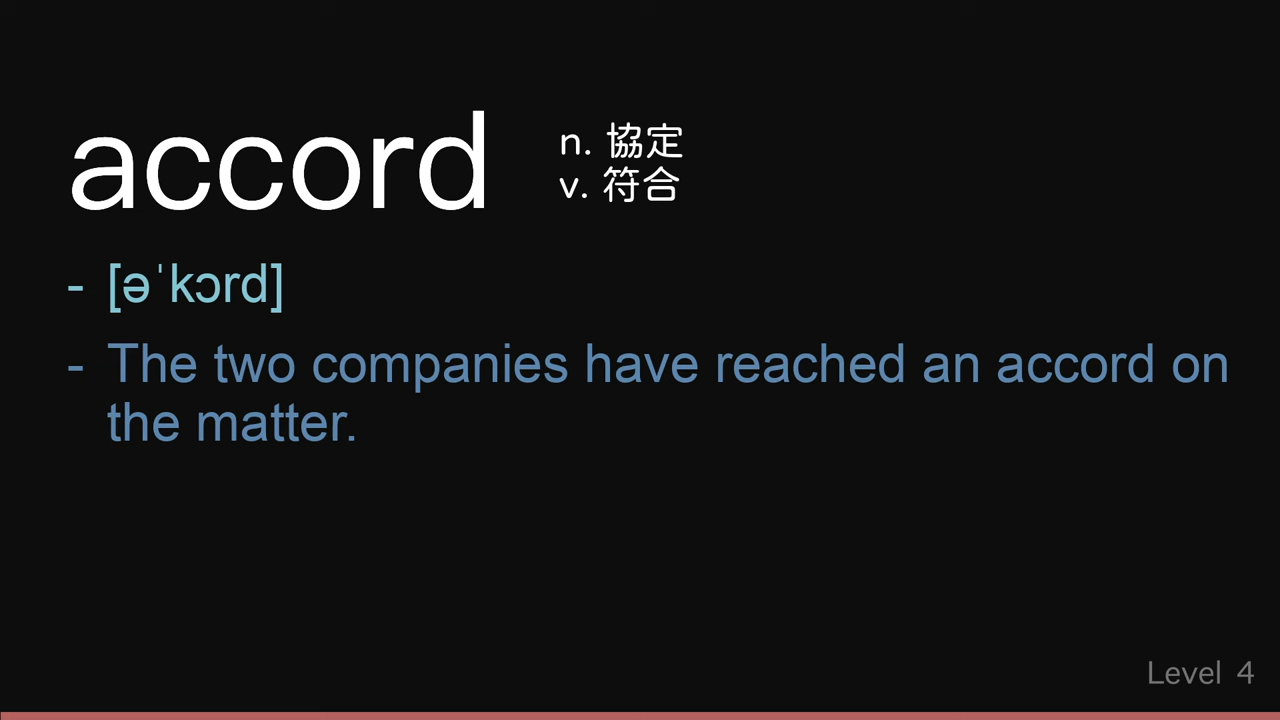 accord
n. 協定
v. 符合
- [əˈkɔrd]
- The two companies have reached an accord on
the matter.
Level 4